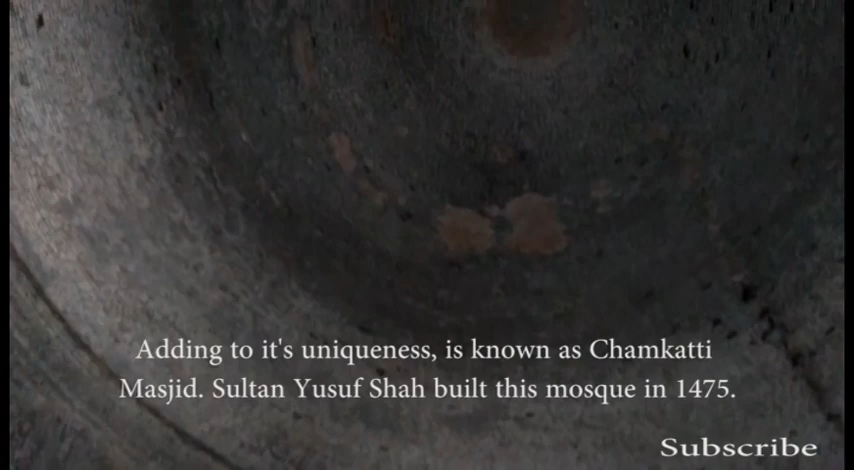 Adding to it's uniqueness, is known as Chamkatti
Masjid. Sultan Yusuf Shah built this mosque in 1475.
Subscribe